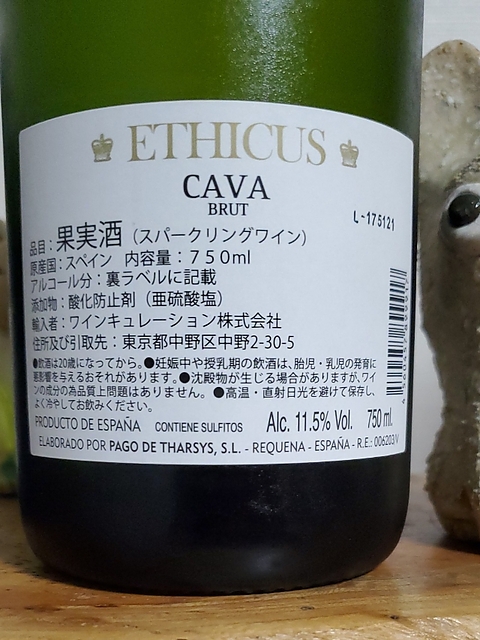 ETHICUS
CAVA
BRUT
L-175121
品目：果実酒（スパークリングワイン）
原産国：スペイン 内容量：750ml
アルコール分：裏ラベルに記載
添加物：酸化防止剤（亜硫酸塩）
輸入者：ワインキュレーション株式会社
住所及び引取先：東京都中野区中野2-30-5
●飲酒は20歳になってから。●妊娠中や授乳期の飲酒は、胎児・乳児の発育に
悪影響を与えるおそれがあります。●沈殿物が生じる場合がありますが、ワイ
ンの成分の為品質上問題はありません。●高温・直射日光を避けて保存し、
よく冷やしてお飲みください。
PRODUCTO DE ESPAÑA CONTIENE SULFITOS Alc. 11.5% Vol. 750 ml.
ELABORADO POR PAGO DE THARSYS, S.L. - REQUENA - ESPAÑA - R.E.: 006203/V